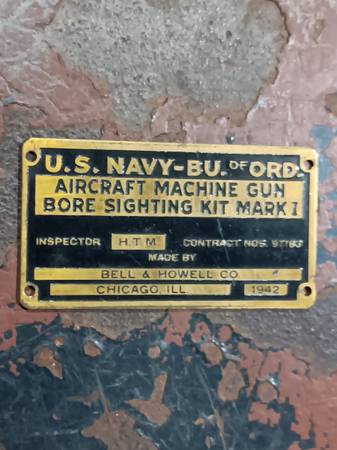 U.S. NAVY-BU. OF ORD.
AIRCRAFT MACHINE GUN
BORE SIGHTING KIT MARK I
INSPECTOR H.T.M. CONTRACT NOS.
MADE BY
BELL & HOWELL CO.
CHICAGO, ILL. 1942